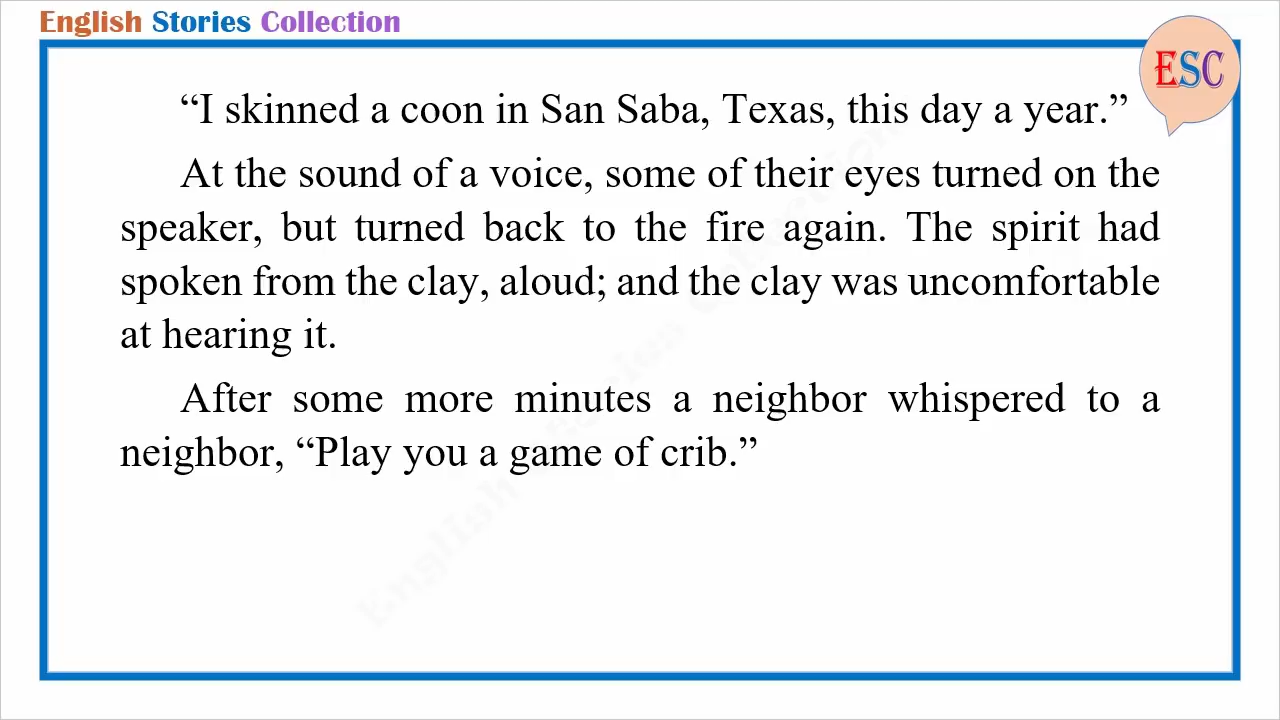 English Stories Collection
ESC
“I skinned a coon in San Saba, Texas, this day a year.”
At the sound of a voice, some of their eyes turned on the
speaker, but turned back to the fire again. The spirit had
spoken from the clay, aloud; and the clay was uncomfortable
at hearing it.
After some more minutes a neighbor whispered to a
neighbor, “Play you a game of crib.”
English Stories Collection